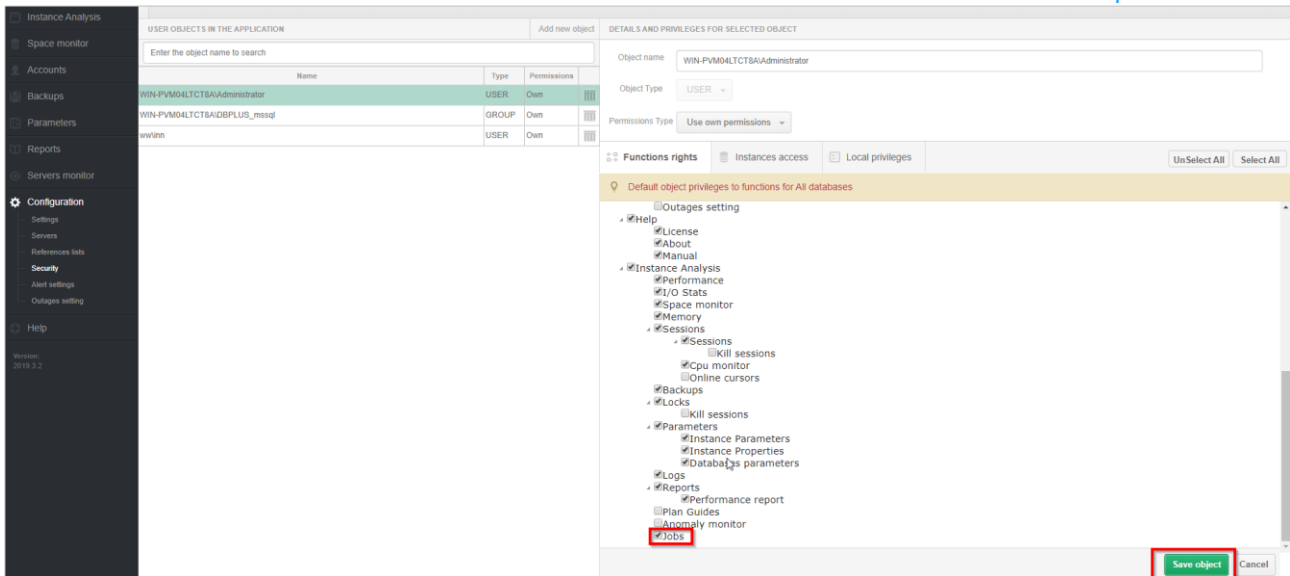 Instance Analysis
Space monitor
Accounts
Backups
Parameters
Reports
Servers monitor
Configuration
Settings
Servers
References lists
Security
Alert settings
Outages setting
Help
Version:
2019.3.2
USER OBJECTS IN THE APPLICATION
Add new object
Enter the object name to search
Name Type Permissions
WIN-PVM04LTCT8A\Administrator USER Own
WIN-PVM04LTCT8A\DBPLUS_mssql GROUP Own
ww\inn USER Own
DETAILS AND PRIVILEGES FOR SELECTED OBJECT
Object name WIN-PVM04LTCT8A\Administrator
Object Type USER
Permissions Type Use own permissions
Functions rights Instances access Local privileges UnSelect All Select All
Default object privileges to functions for All databases
Outages setting
Help
License
About
Manual
Instance Analysis
Performance
I/O Stats
Space monitor
Memory
Sessions
Sessions
Kill sessions
Cpu monitor
Online cursors
Backups
Locks
Kill sessions
Parameters
Instance Parameters
Instance Properties
Databases parameters
Logs
Reports
Performance report
Plan Guides
Anomaly monitor
Jobs
Save object Cancel